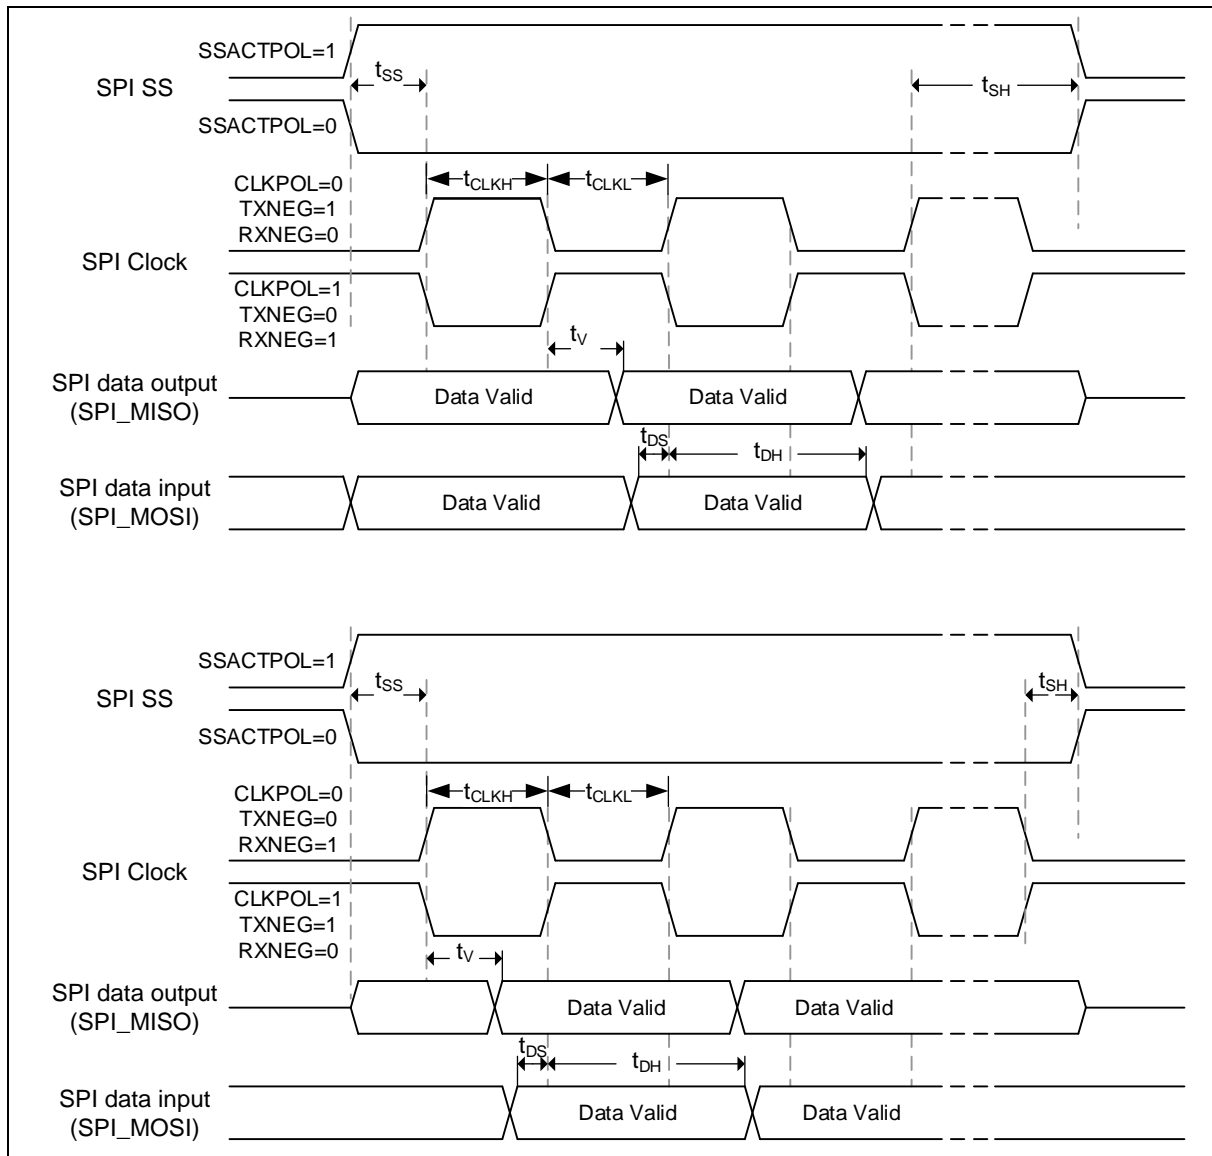 SSACTPOL=1
SPI SS
tSS
tSH
SSACTPOL=0
CLKPOL=0
TXNEG=1
RXNEG=0
tCLKH
tCLKL
SPI Clock
CLKPOL=1
TXNEG=0
RXNEG=1
tV
SPI data output
(SPI_MISO)
Data Valid
Data Valid
tDS
tDH
SPI data input
(SPI_MOSI)
Data Valid
Data Valid
SSACTPOL=1
SPI SS
tSS
tSH
SSACTPOL=0
CLKPOL=0
TXNEG=0
RXNEG=1
tCLKH
tCLKL
SPI Clock
CLKPOL=1
TXNEG=1
RXNEG=0
tV
SPI data output
(SPI_MISO)
Data Valid
Data Valid
tDS
tDH
SPI data input
(SPI_MOSI)
Data Valid
Data Valid